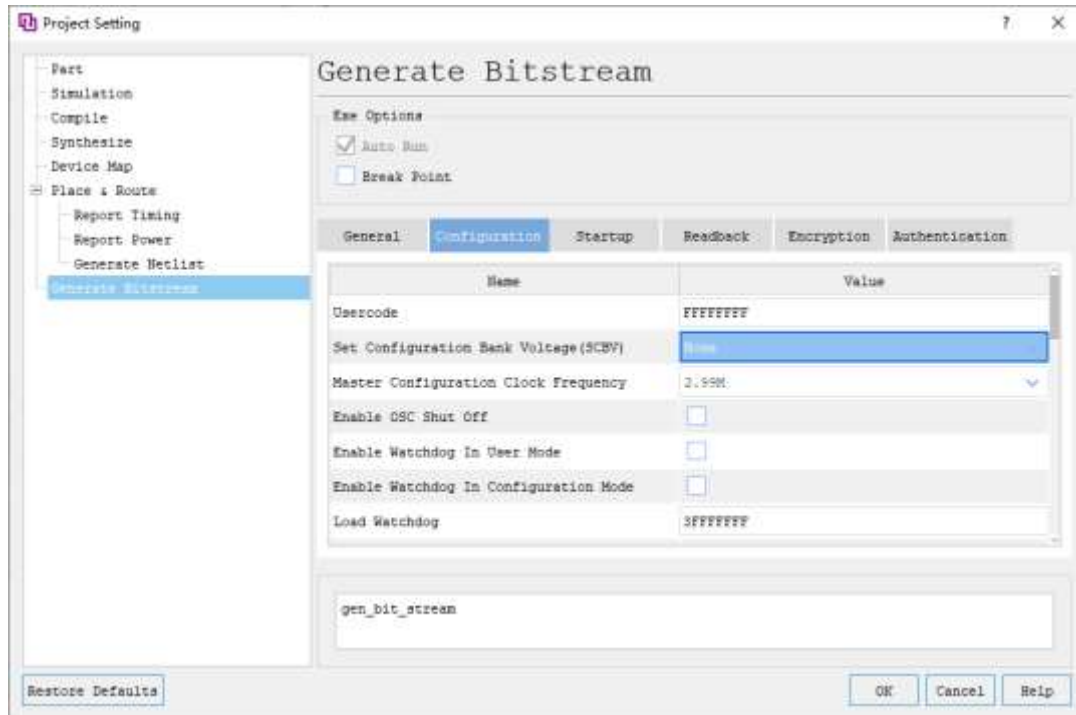 Project Setting
Part
Simulation
Compile
Synthesize
Device Map
Place & Route
Report Timing
Report Power
Generate Netlist
Generate Bitstream
Generate Bitstream
Exe Options
Auto Run
Break Point
General Configuration Startup Readback Encryption Authentication
Name Value
Usercode FFFFFFFF
Set Configuration Bank Voltage(SCBV) None
Master Configuration Clock Frequency 2.99M
Enable OSC Shut Off
Enable Watchdog In User Mode
Enable Watchdog In Configuration Mode
Load Watchdog 3FFFFFFF
gen_bit_stream
Restore Defaults OK Cancel Help